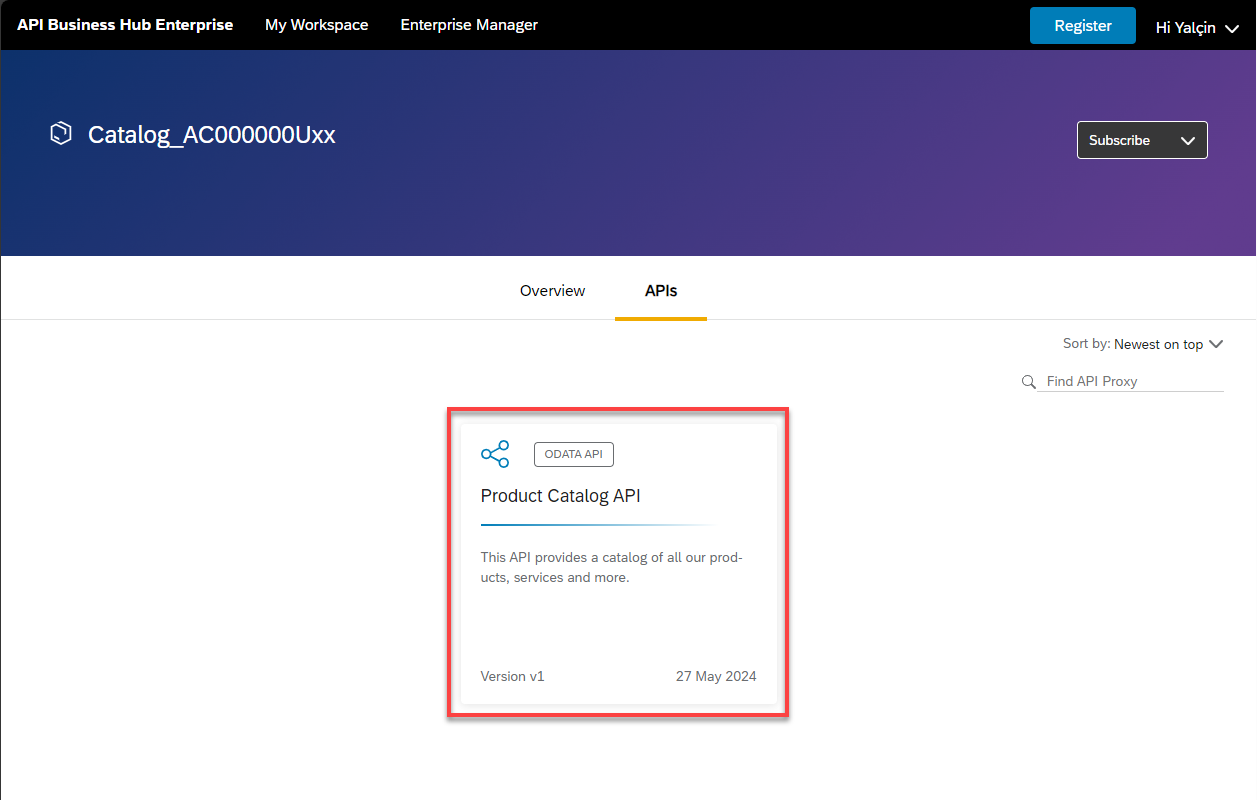 API Business Hub Enterprise My Workspace Enterprise Manager Register Hi Yalçin
Catalog_AC000000Uxx
Subscribe
Overview APIs
Sort by: Newest on top
Find API Proxy
ODATA API
Product Catalog API
This API provides a catalog of all our prod-
ucts, services and more.
Version v1 27 May 2024